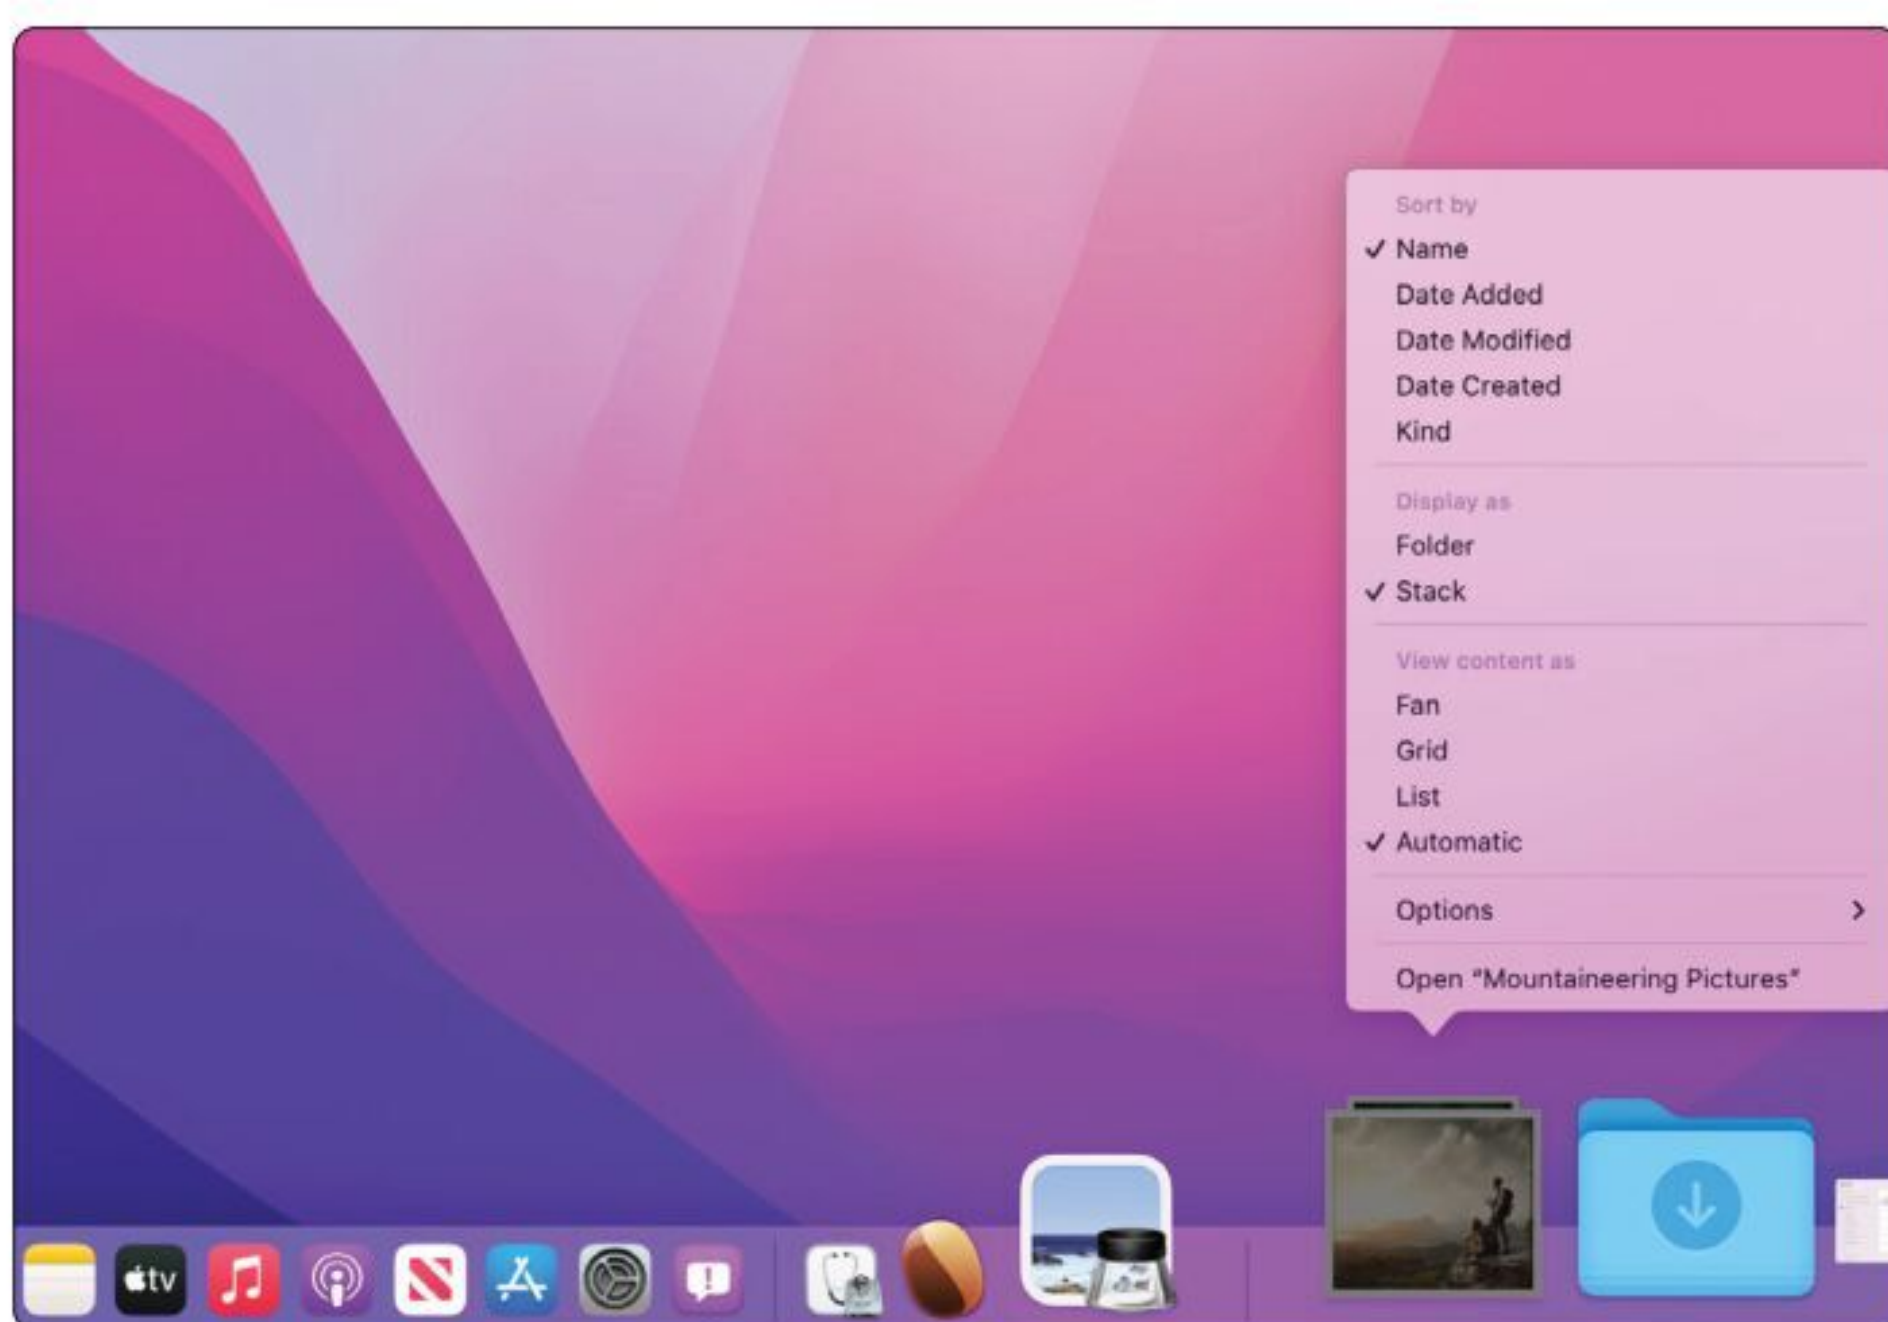 Sort by
✓ Name
Date Added
Date Modified
Date Created
Kind
Display as
Folder
✓ Stack
View content as
Fan
Grid
List
✓ Automatic
Options
Open “Mountaineering Pictures”
tv